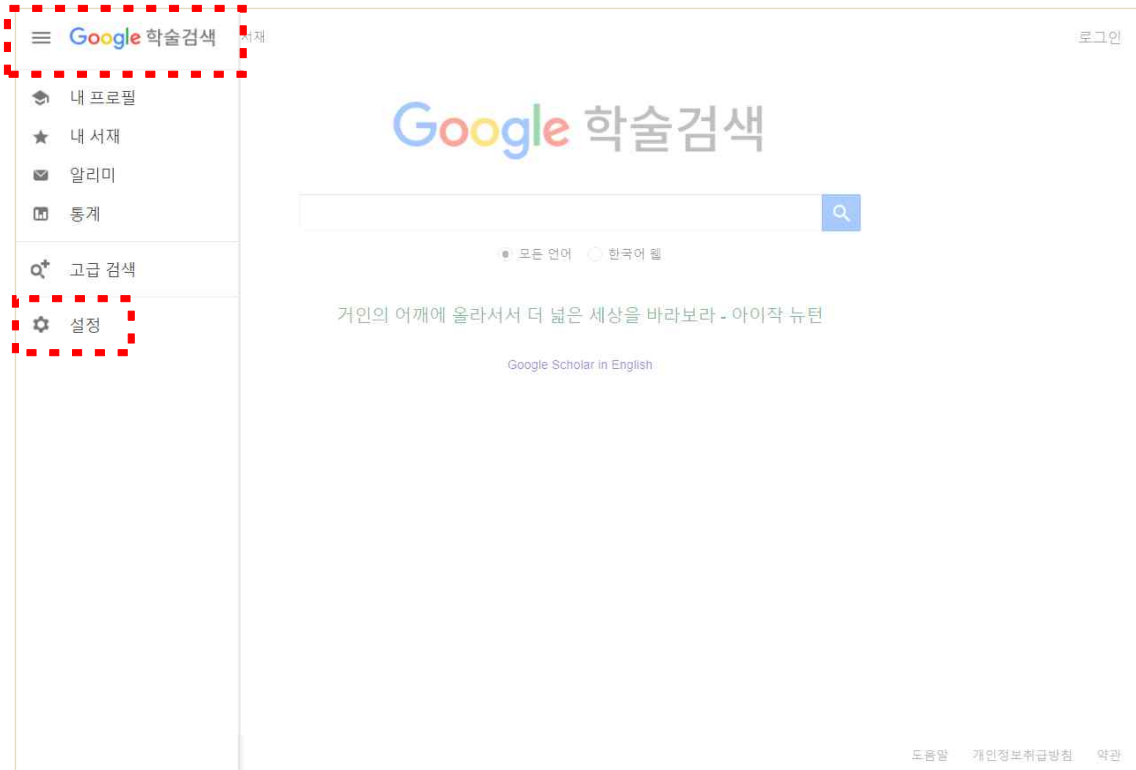 Google 학술검색
서재
로그인
내 프로필
내 서재
알리미
통계
고급 검색
설정
Google 학술검색
모든 언어 한국어 웹
거인의 어깨에 올라서서 더 넓은 세상을 바라보라 - 아이작 뉴턴
Google Scholar in English
도움말 개인정보취급방침 약관